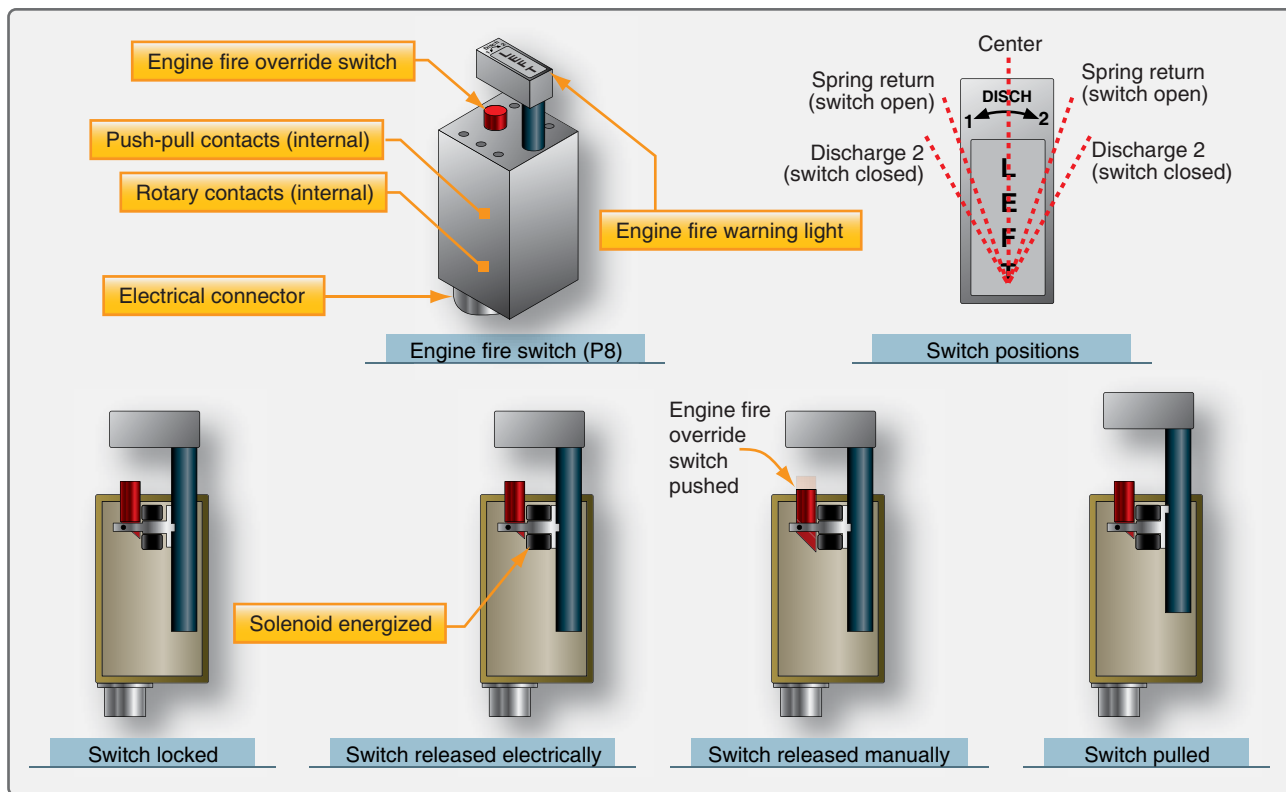 Engine fire override switch
Push-pull contacts (internal)
Rotary contacts (internal)
Electrical connector
LEFT
Engine fire warning light
Engine fire switch (P8)
Center
Spring return
(switch open)
Spring return
(switch open)
DISCH
1 2
Discharge 2
(switch closed)
Discharge 2
(switch closed)
L
E
F
T
Switch positions
Engine fire
override
switch
pushed
Solenoid energized
Switch locked
Switch released electrically
Switch released manually
Switch pulled